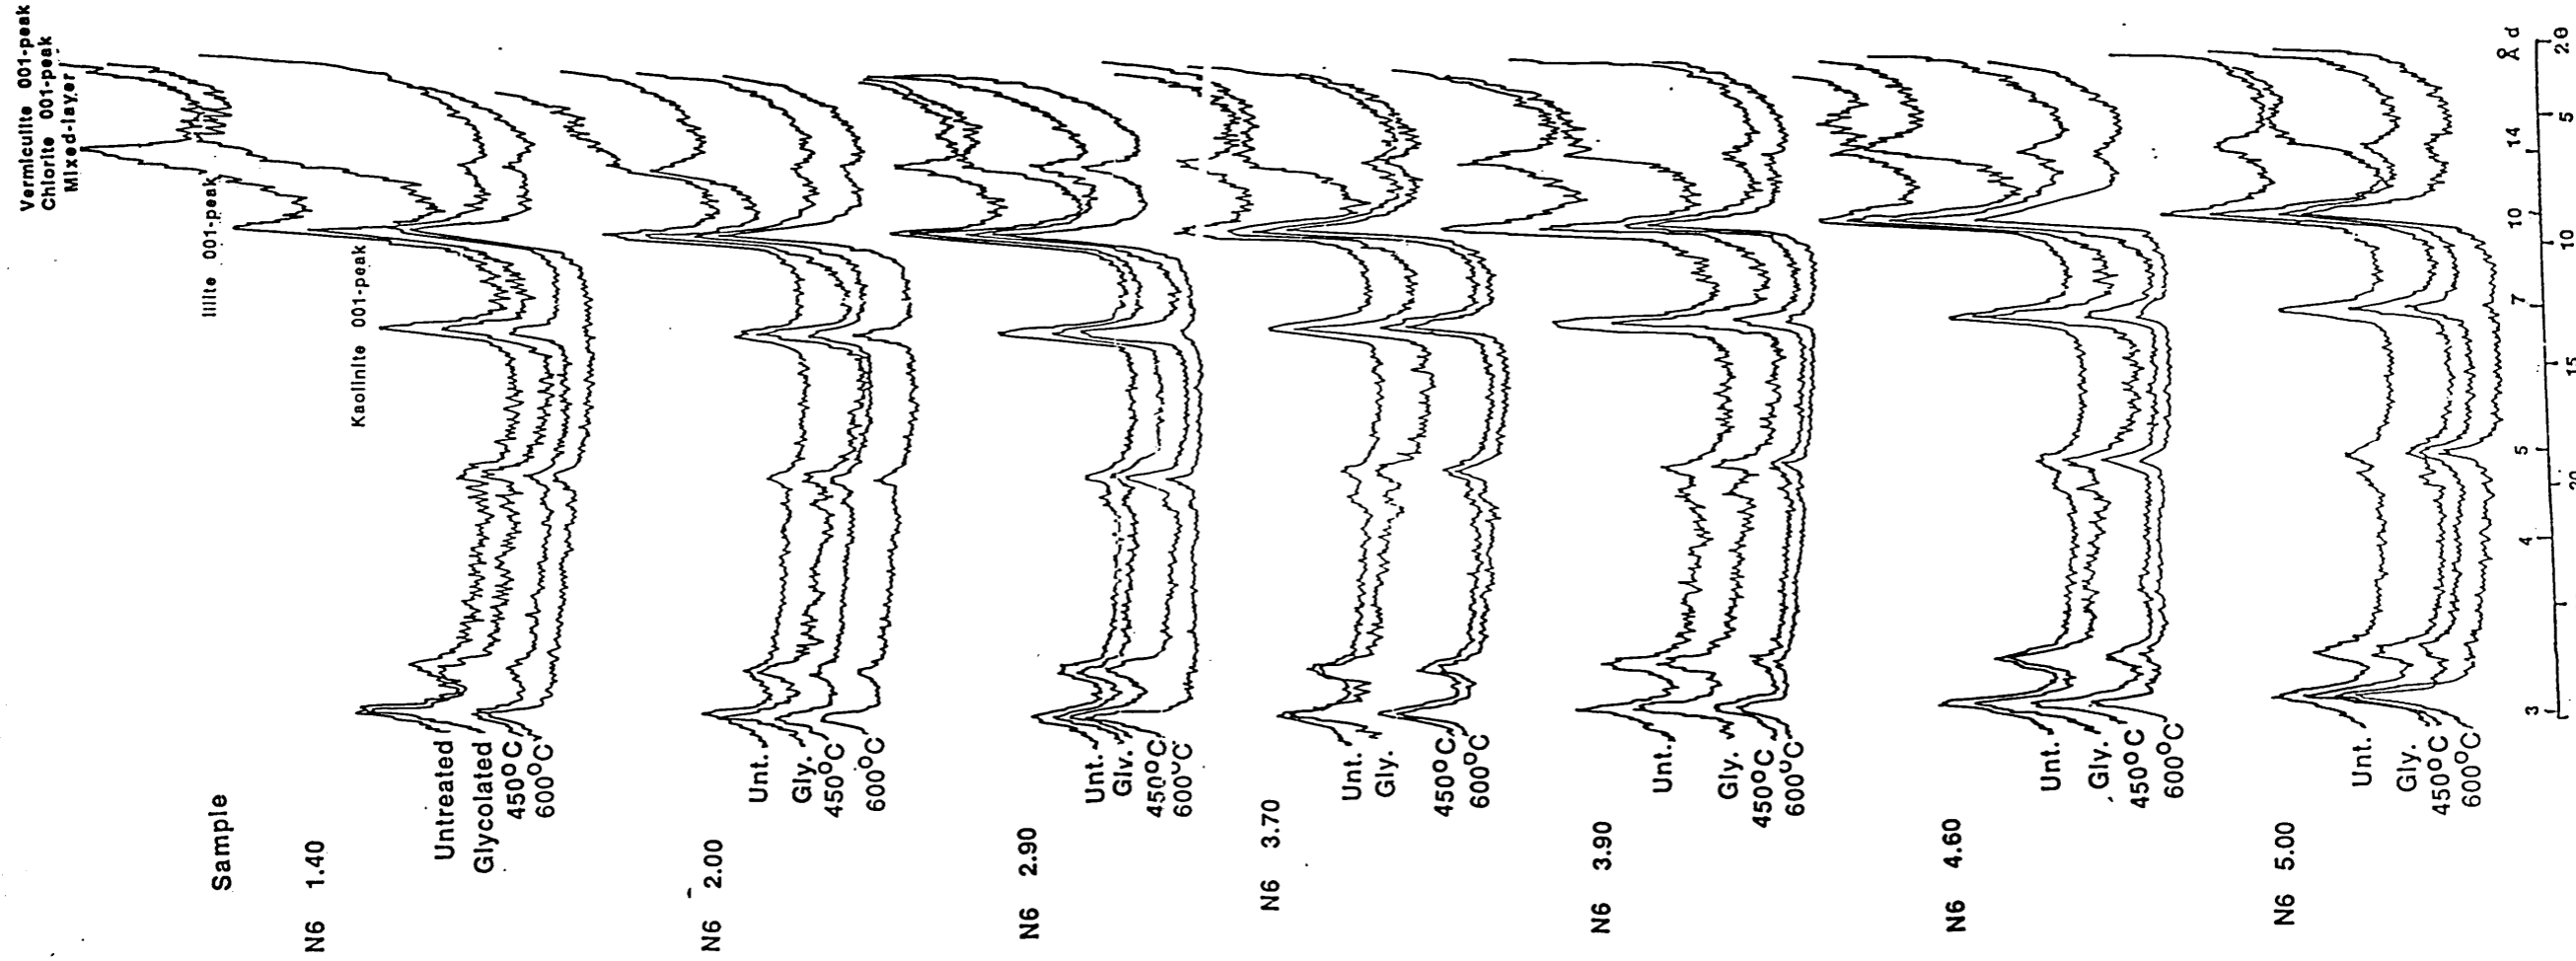 Vermiculite 001-peak
Chlorite 001-peak
Mixed-layer
Illite 001-peak
Kaolinite 001-peak
Sample
N6 1.40
Untreated
Glycolated
450°C
600°C
N6 2.00
Unt.
Gly.
450°C
600°C
N6 2.90
Unt.
Gly.
450°C
600°C
N6 3.70
Unt.
Gly.
450°C
600°C
N6 3.90
Unt.
Gly.
450°C
600°C
N6 4.60
Unt.
Gly.
450°C
600°C
N6 5.00
Unt.
Gly.
450°C
600°C
3 4 5 7 10 14 Å d
20 15 10 5 2θ